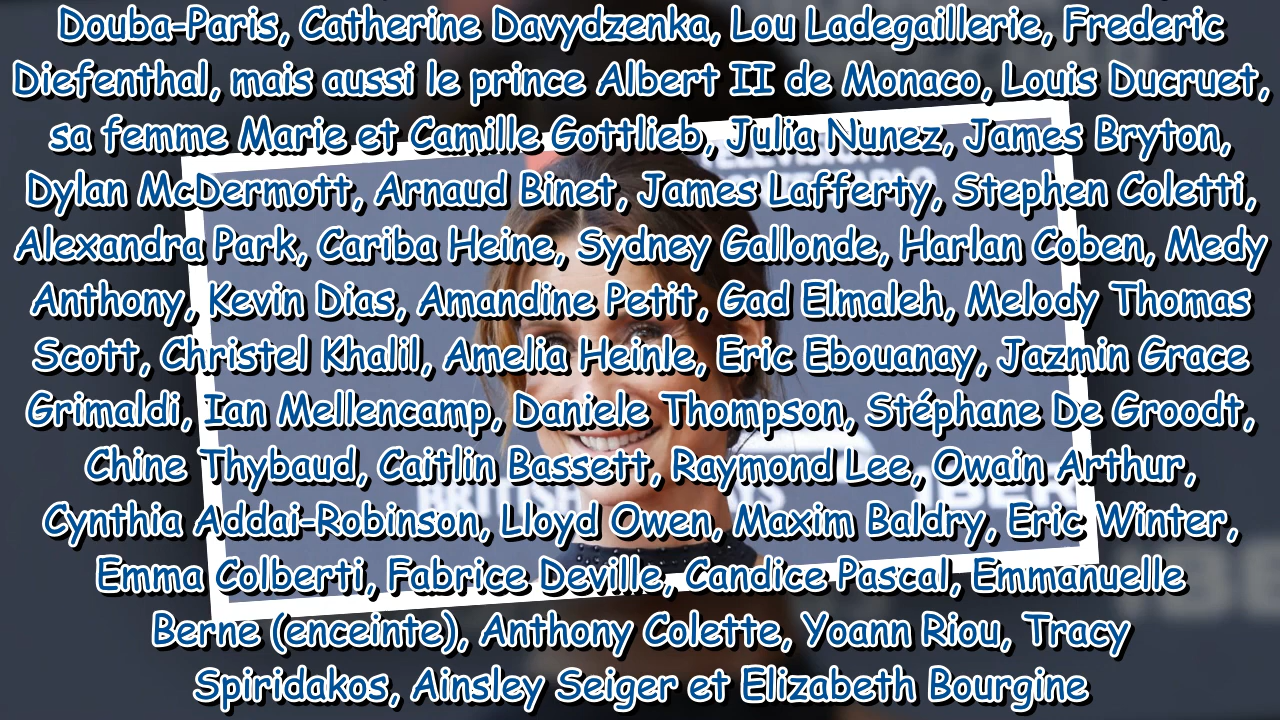 Douba-Paris, Catherine Davydzenka, Lou Ladegaillerie, Frederic
Diefenthal, mais aussi le prince Albert II de Monaco, Louis Ducruet,
sa femme Marie et Camille Gottlieb, Julia Nunez, James Bryton,
Dylan McDermott, Arnaud Binet, James Lafferty, Stephen Coletti,
Alexandra Park, Cariba Heine, Sydney Gallonde, Harlan Coben, Medy
Anthony, Kevin Dias, Amandine Petit, Gad Elmaleh, Melody Thomas
Scott, Christel Khalil, Amelia Heinle, Eric Ebouanay, Jazmin Grace
Grimaldi, Ian Mellencamp, Daniele Thompson, Stéphane De Groodt,
Chine Thybaud, Caitlin Bassett, Raymond Lee, Owain Arthur,
Cynthia Addai-Robinson, Lloyd Owen, Maxim Baldry, Eric Winter,
Emma Colberti, Fabrice Deville, Candice Pascal, Emmanuelle
Berne (enceinte), Anthony Colette, Yoann Riou, Tracy
Spiridakos, Ainsley Seiger et Elizabeth Bourgine
BRITISH